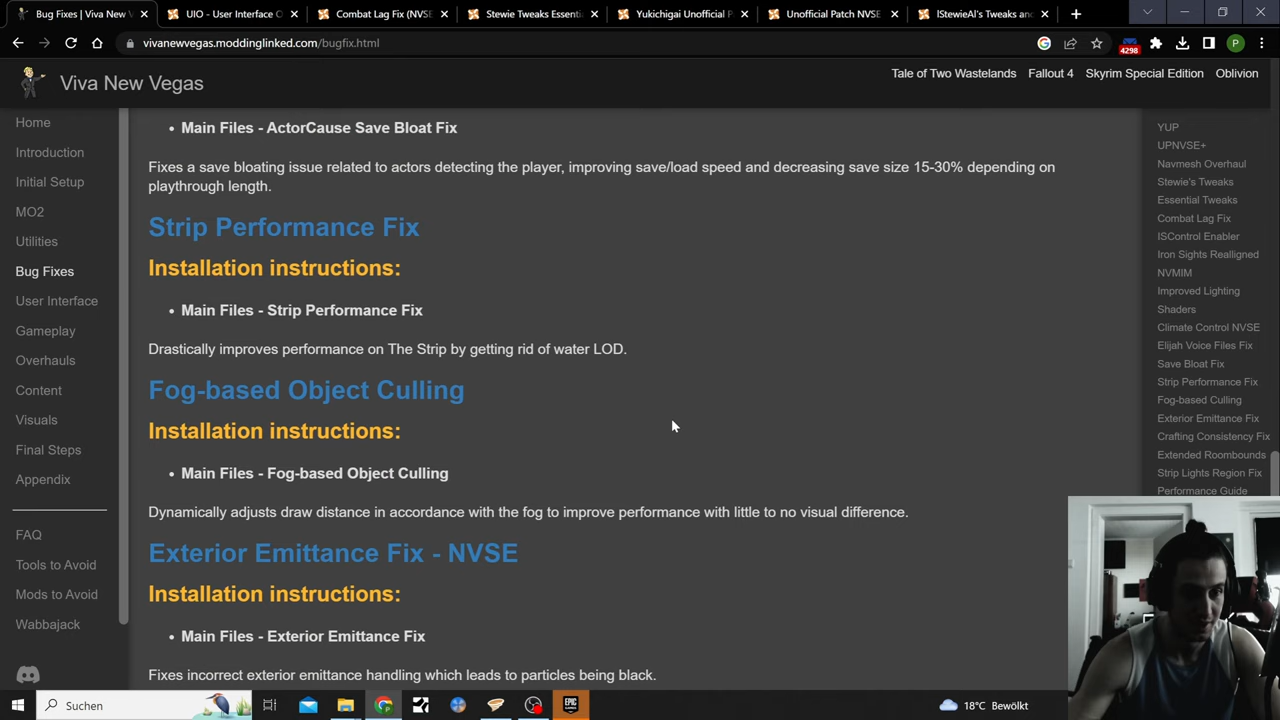 Bug Fixes | Viva New V
UIO - User Interface O
Combat Lag Fix (NVSE
Stewie Tweaks Essenti
Yukichigai Unofficial P
Unofficial Patch NVSE
lStewieAl's Tweaks and
vivanewvegas.moddinglinked.com/bugfix.html
4298
P
Viva New Vegas
Tale of Two Wastelands
Fallout 4
Skyrim Special Edition
Oblivion
Home
Introduction
Initial Setup
MO2
Utilities
Bug Fixes
User Interface
Gameplay
Overhauls
Content
Visuals
Final Steps
Appendix
FAQ
Tools to Avoid
Mods to Avoid
Wabbajack
• Main Files - ActorCause Save Bloat Fix
Fixes a save bloating issue related to actors detecting the player, improving save/load speed and decreasing save size 15-30% depending on
playthrough length.
Strip Performance Fix
Installation instructions:
• Main Files - Strip Performance Fix
Drastically improves performance on The Strip by getting rid of water LOD.
Fog-based Object Culling
Installation instructions:
• Main Files - Fog-based Object Culling
Dynamically adjusts draw distance in accordance with the fog to improve performance with little to no visual difference.
Exterior Emittance Fix - NVSE
Installation instructions:
• Main Files - Exterior Emittance Fix
Fixes incorrect exterior emittance handling which leads to particles being black.
YUP
UPNVSE+
Navmesh Overhaul
Stewie's Tweaks
Essential Tweaks
Combat Lag Fix
ISControl Enabler
Iron Sights Realligned
NVMIM
Improved Lighting
Shaders
Climate Control NVSE
Elijah Voice Files Fix
Save Bloat Fix
Strip Performance Fix
Fog-based Culling
Exterior Emittance Fix
Crafting Consistency Fix
Extended Roombounds
Strip Lights Region Fix
Performance Guide
Suchen
EPIC
18°C Bewölkt